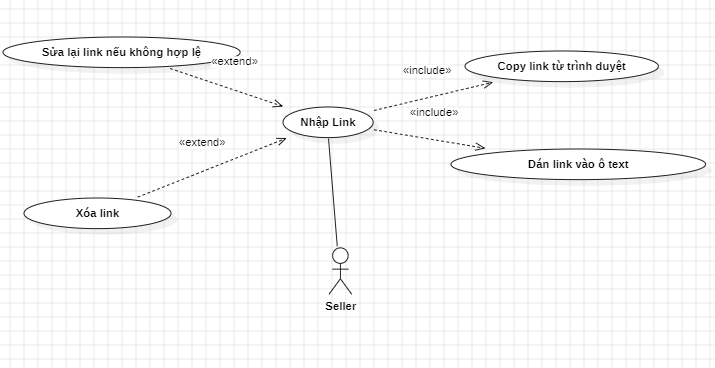 Sửa lại link nếu không hợp lệ
«extend»
«include»
Copy link từ trình duyệt
«include»
Nhập Link
«extend»
Dán link vào ô text
Xóa link
Seller